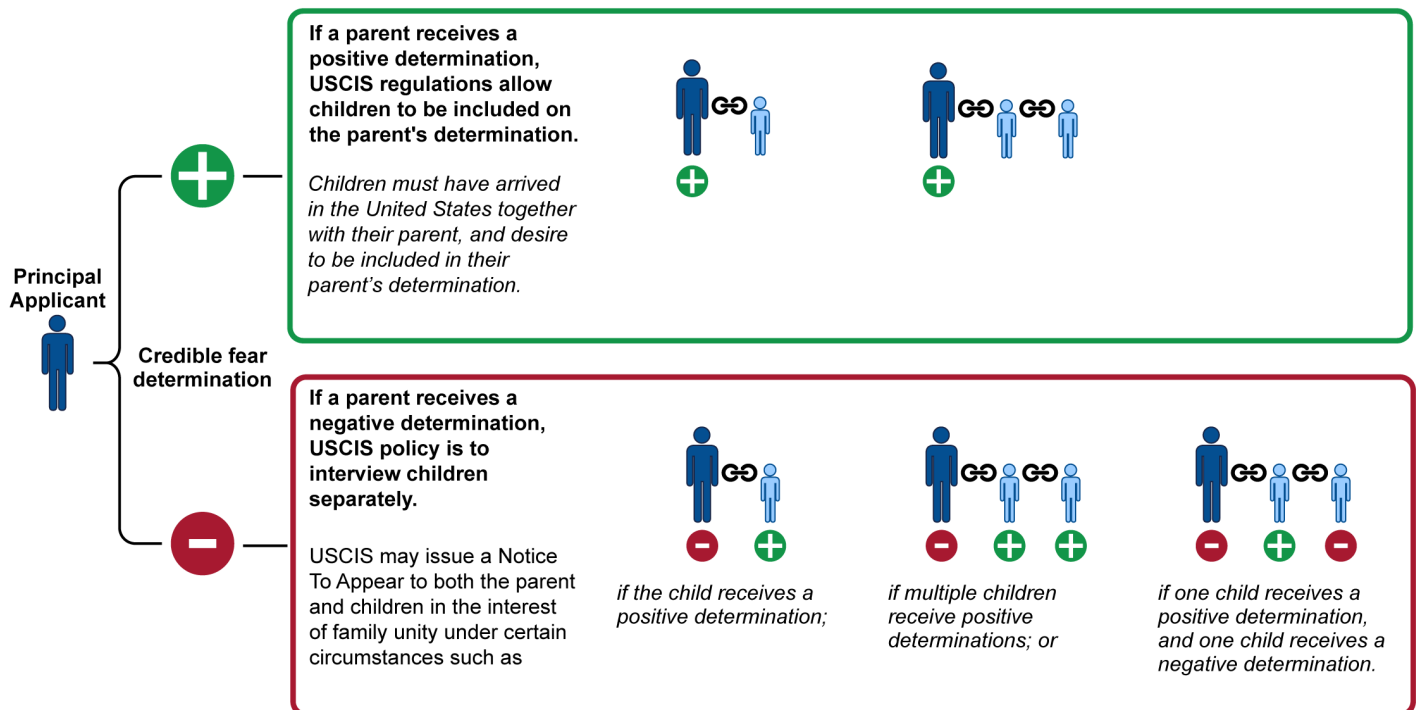 If a parent receives a
positive determination,
USCIS regulations allow
children to be included on
the parent's determination.
Children must have arrived
in the United States together
with their parent, and desire
to be included in their
parent's determination.
Principal
Applicant
Credible fear
determination
If a parent receives a
negative determination,
USCIS policy is to
interview children
separately.
USCIS may issue a Notice
To Appear to both the parent
and children in the interest
of family unity under certain
circumstances such as
if the child receives a
positive determination;
if multiple children
receive positive
determinations; or
if one child receives a
positive determination,
and one child receives a
negative determination.